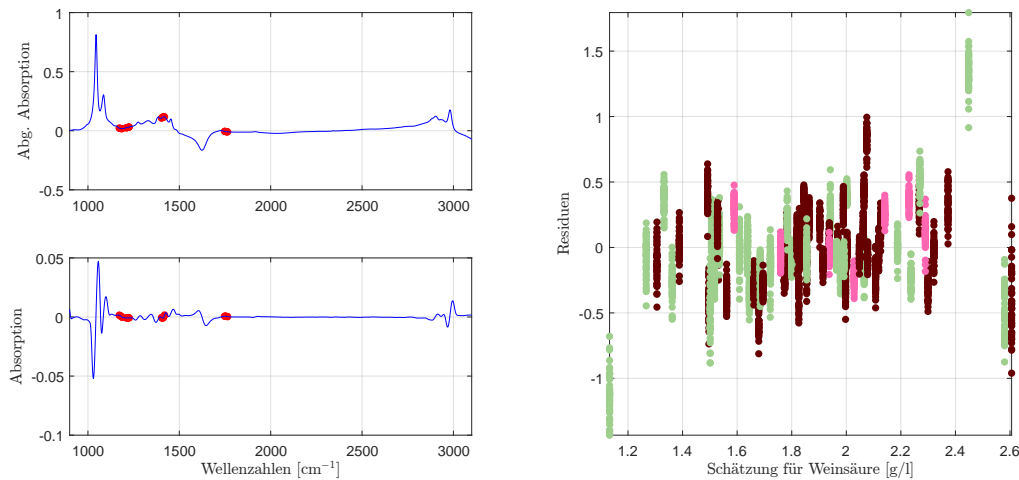 Abg. Absorption
1
0.5
0
-0.5
1000 1500 2000 2500 3000
Absorption
0.05
0
-0.05
-0.1
1000 1500 2000 2500 3000
Wellenzahlen [cm⁻¹]
Residuen
1.5
1
0.5
0
-0.5
-1
1.2 1.4 1.6 1.8 2 2.2 2.4 2.6
Schätzung für Weinsäure [g/l]